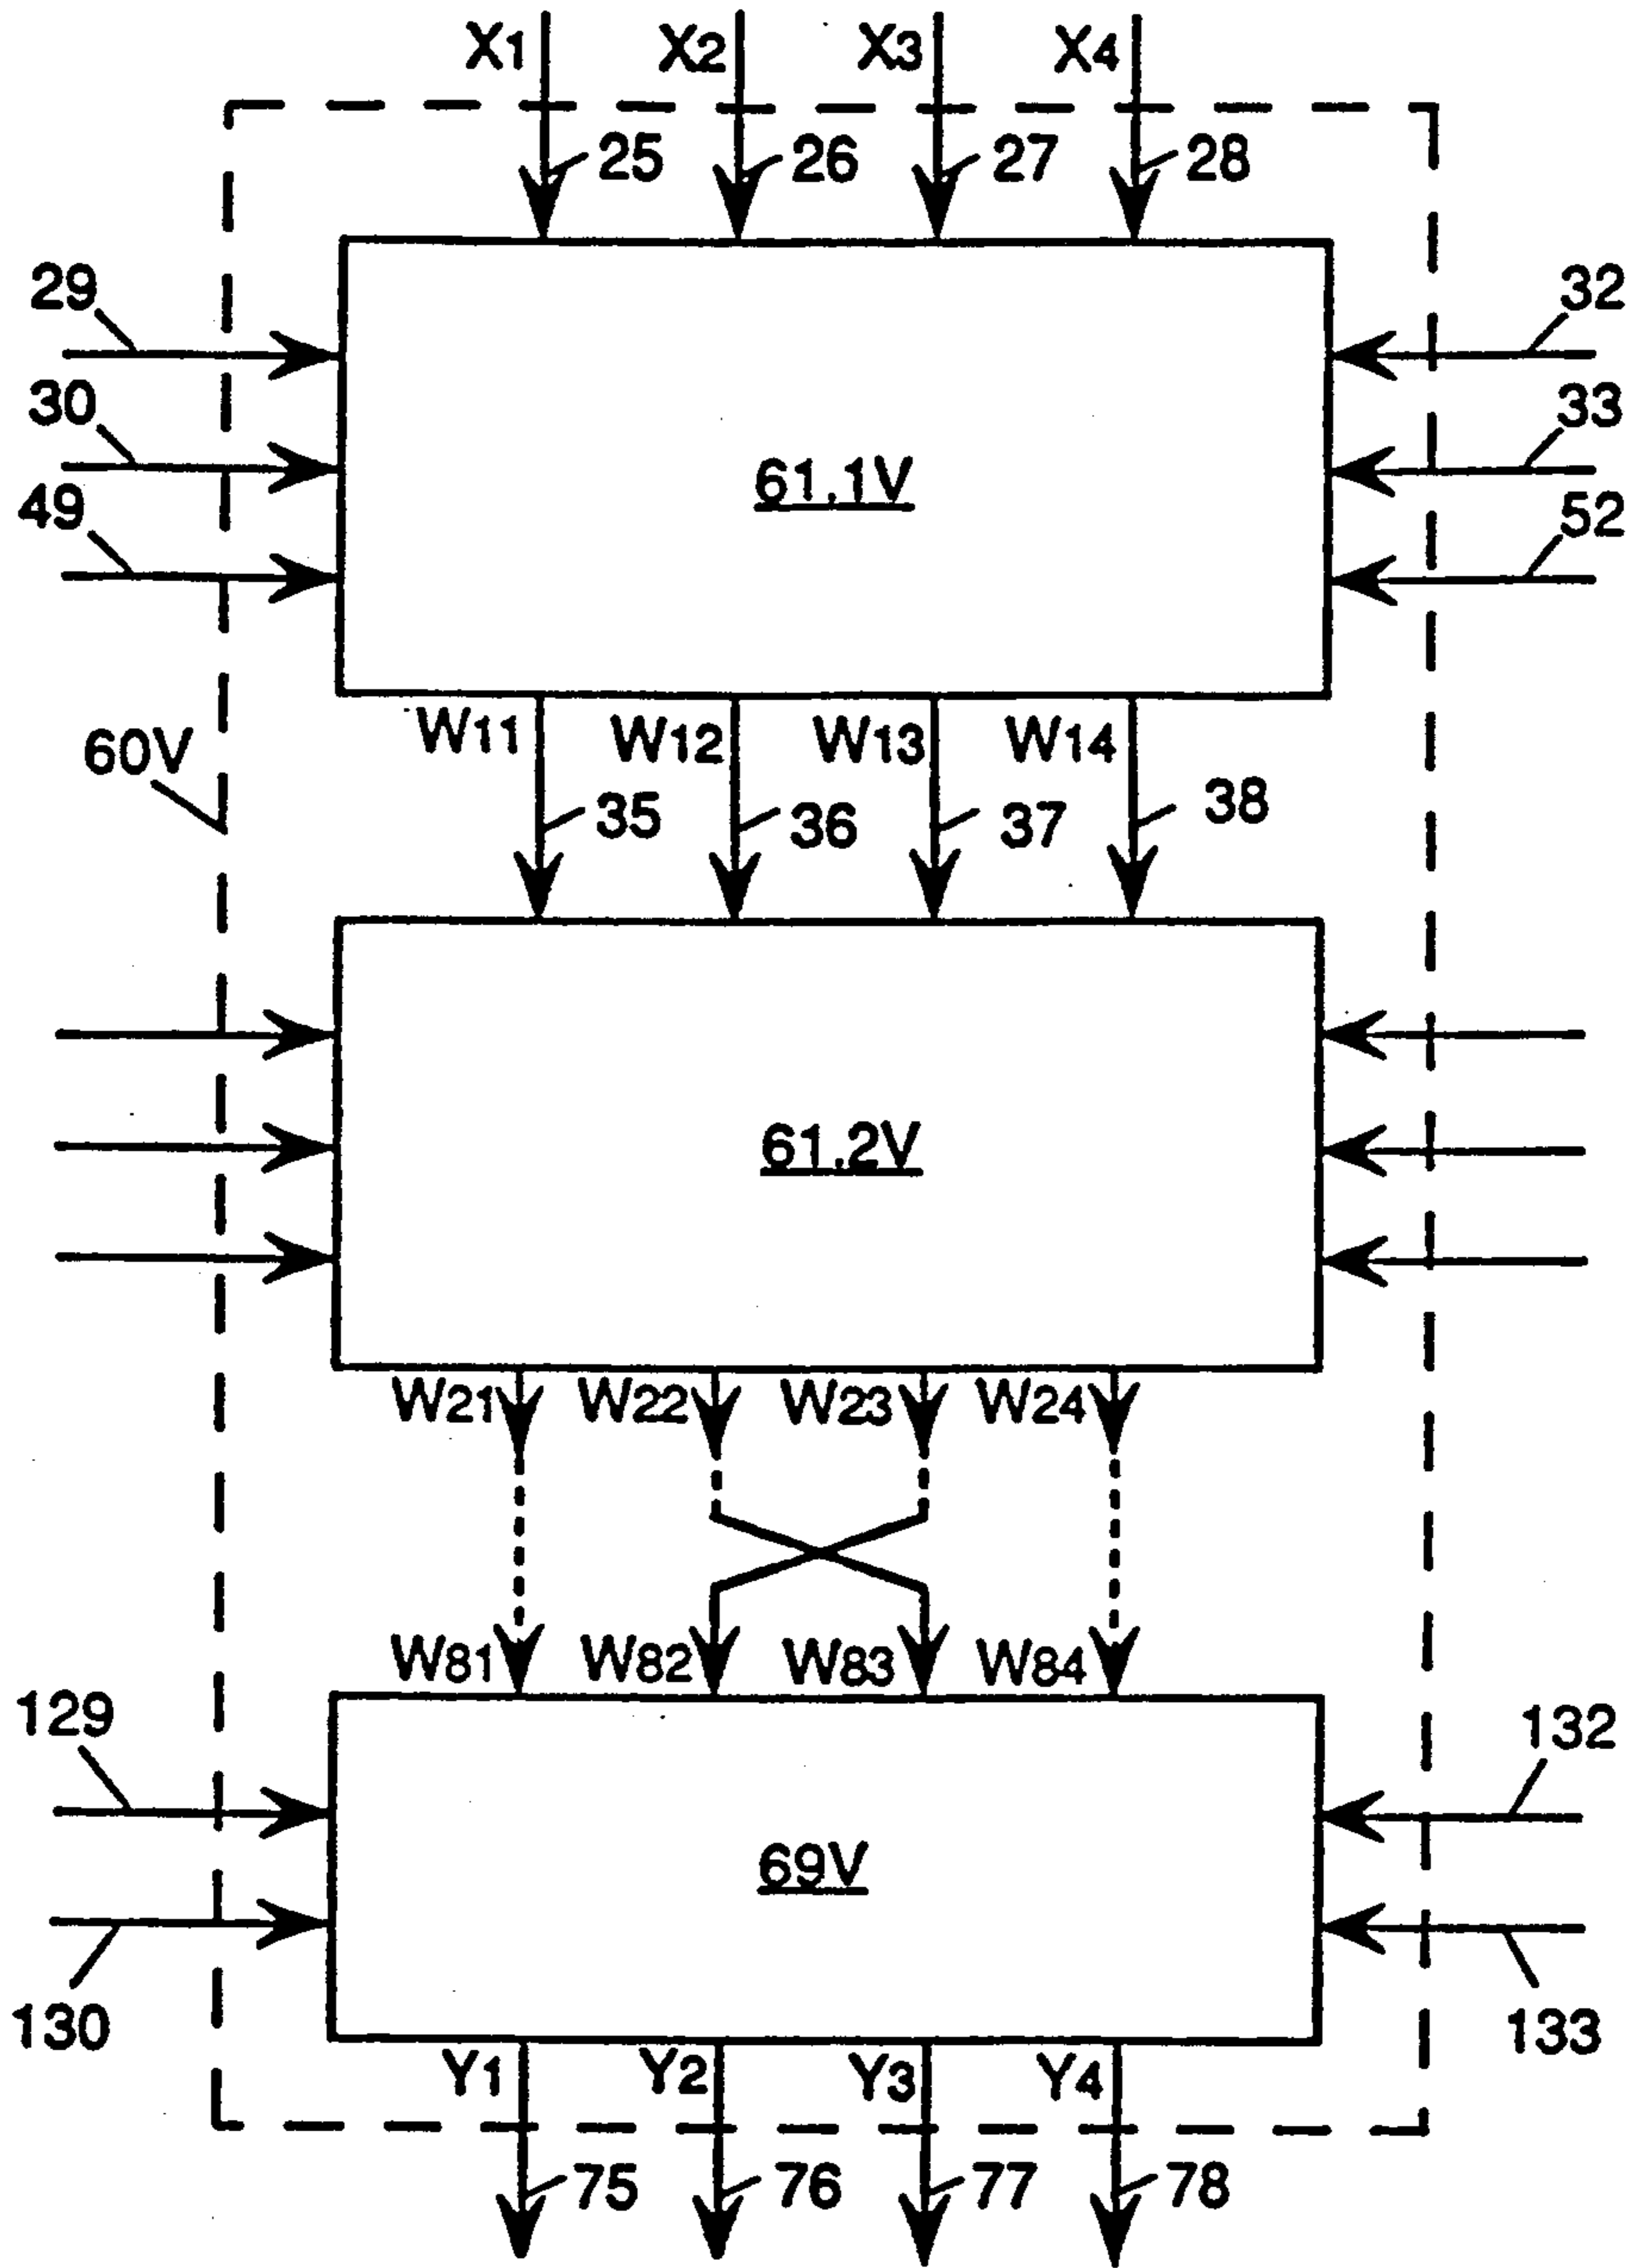 X1 X2 X3 X4
25 26 27 28
29 32
30 33
61.1V
49 52
W11 W12 W13 W14
60V
35 36 37 38
61.2V
W21 W22 W23 W24
W81 W82 W83 W84
129 132
69V
130 133
Y1 Y2 Y3 Y4
75 76 77 78